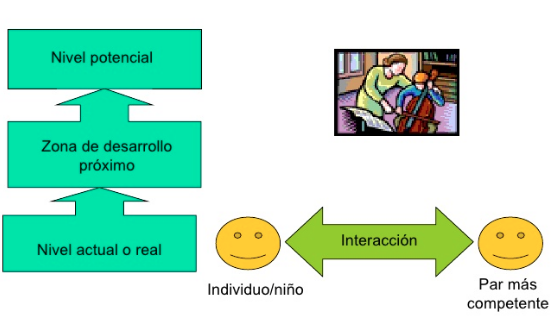 Nivel potencial
Zona de desarrollo
próximo
Nivel actual o real
Interacción
Individuo/niño
Par más
competente